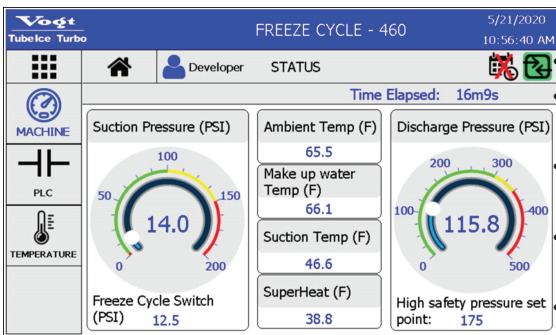 Vogt
TubeIce Turbo
FREEZE CYCLE - 460
5/21/2020
10:56:40 AM
Developer
STATUS
Time Elapsed: 16m9s
MACHINE
PLC
TEMPERATURE
Suction Pressure (PSI)
0
50
100
150
200
14.0
Freeze Cycle Switch
(PSI) 12.5
Ambient Temp (F)
65.5
Make up water
Temp (F)
66.1
Suction Temp (F)
46.6
SuperHeat (F)
38.8
Discharge Pressure (PSI)
0
100
200
300
400
500
115.8
High safety pressure set
point: 175